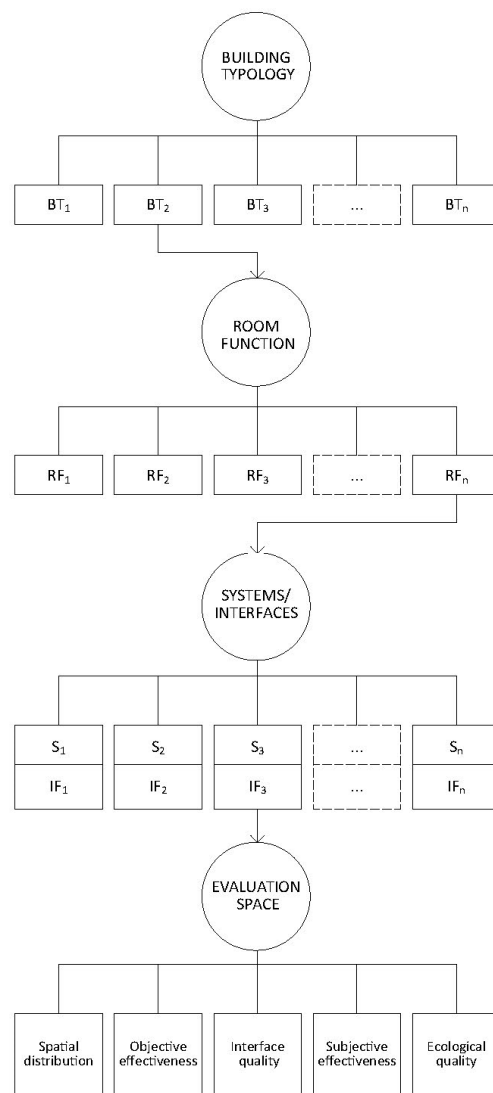 BUILDING
TYPOLOGY
BT₁ BT₂ BT₃ ... BTₙ
ROOM
FUNCTION
RF₁ RF₂ RF₃ ... RFₙ
SYSTEMS/
INTERFACES
S₁ S₂ S₃ ... Sₙ
IF₁ IF₂ IF₃ ... IFₙ
EVALUATION
SPACE
Spatial Objective Interface Subjective Ecological
distribution effectiveness quality effectiveness quality